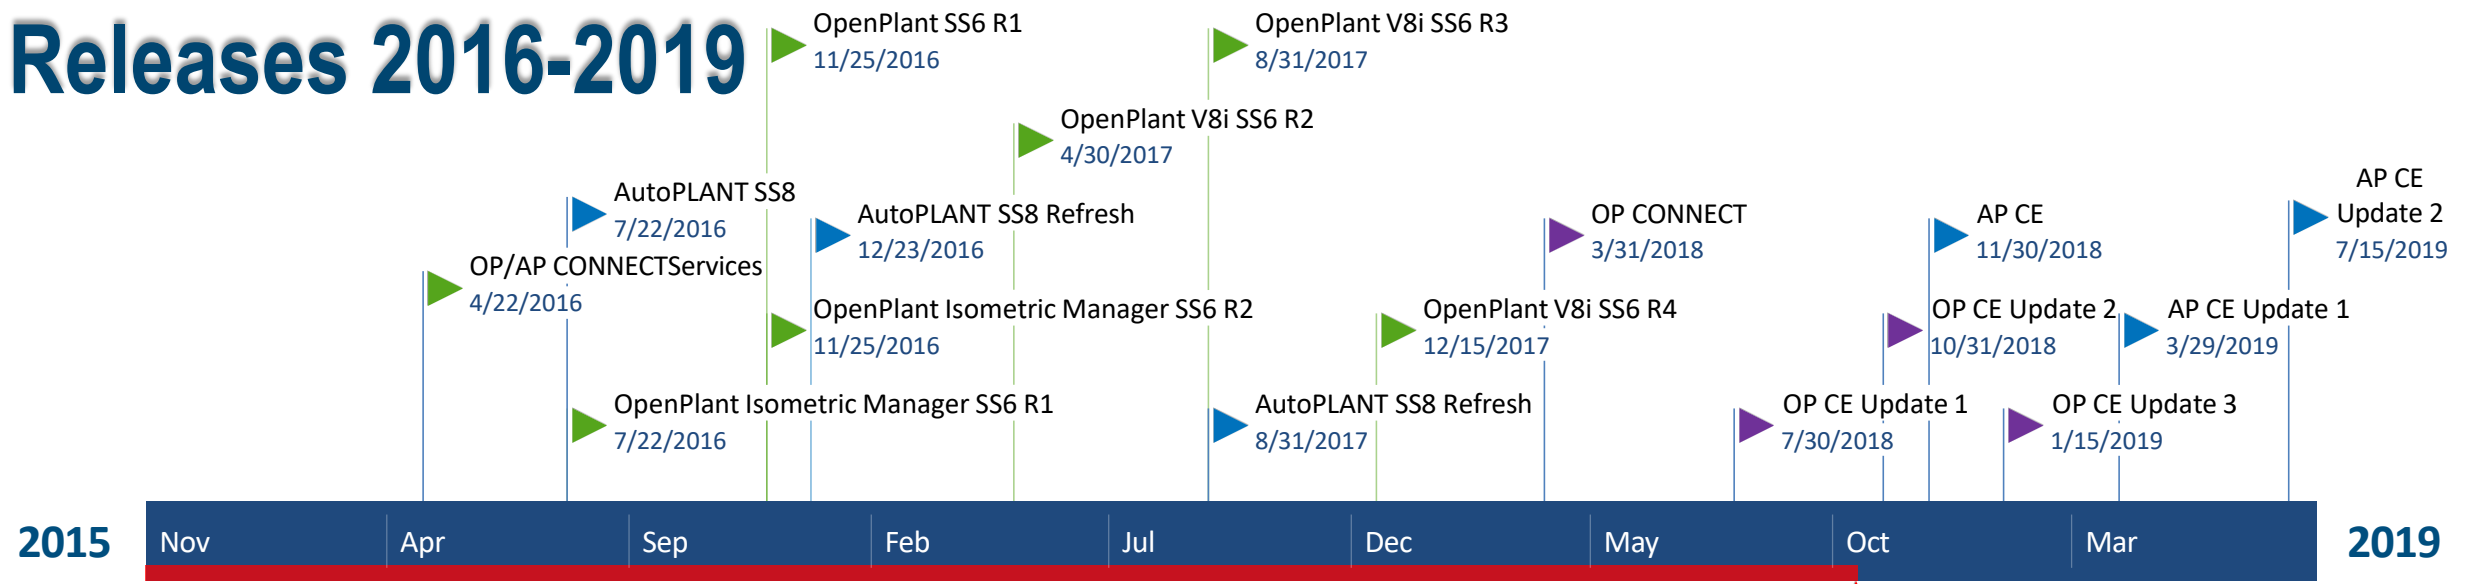 Releases 2016-2019
OpenPlant SS6 R1
11/25/2016
OpenPlant V8i SS6 R3
8/31/2017
OpenPlant V8i SS6 R2
4/30/2017
AutoPLANT SS8
7/22/2016
AutoPLANT SS8 Refresh
12/23/2016
OP CONNECT
3/31/2018
AP CE
11/30/2018
AP CE
Update 2
7/15/2019
OP/AP CONNECTServices
4/22/2016
OpenPlant Isometric Manager SS6 R2
11/25/2016
OpenPlant V8i SS6 R4
12/15/2017
OP CE Update 2
10/31/2018
AP CE Update 1
3/29/2019
OpenPlant Isometric Manager SS6 R1
7/22/2016
AutoPLANT SS8 Refresh
8/31/2017
OP CE Update 1
7/30/2018
OP CE Update 3
1/15/2019
2015 Nov Apr Sep Feb Jul Dec May Oct Mar 2019